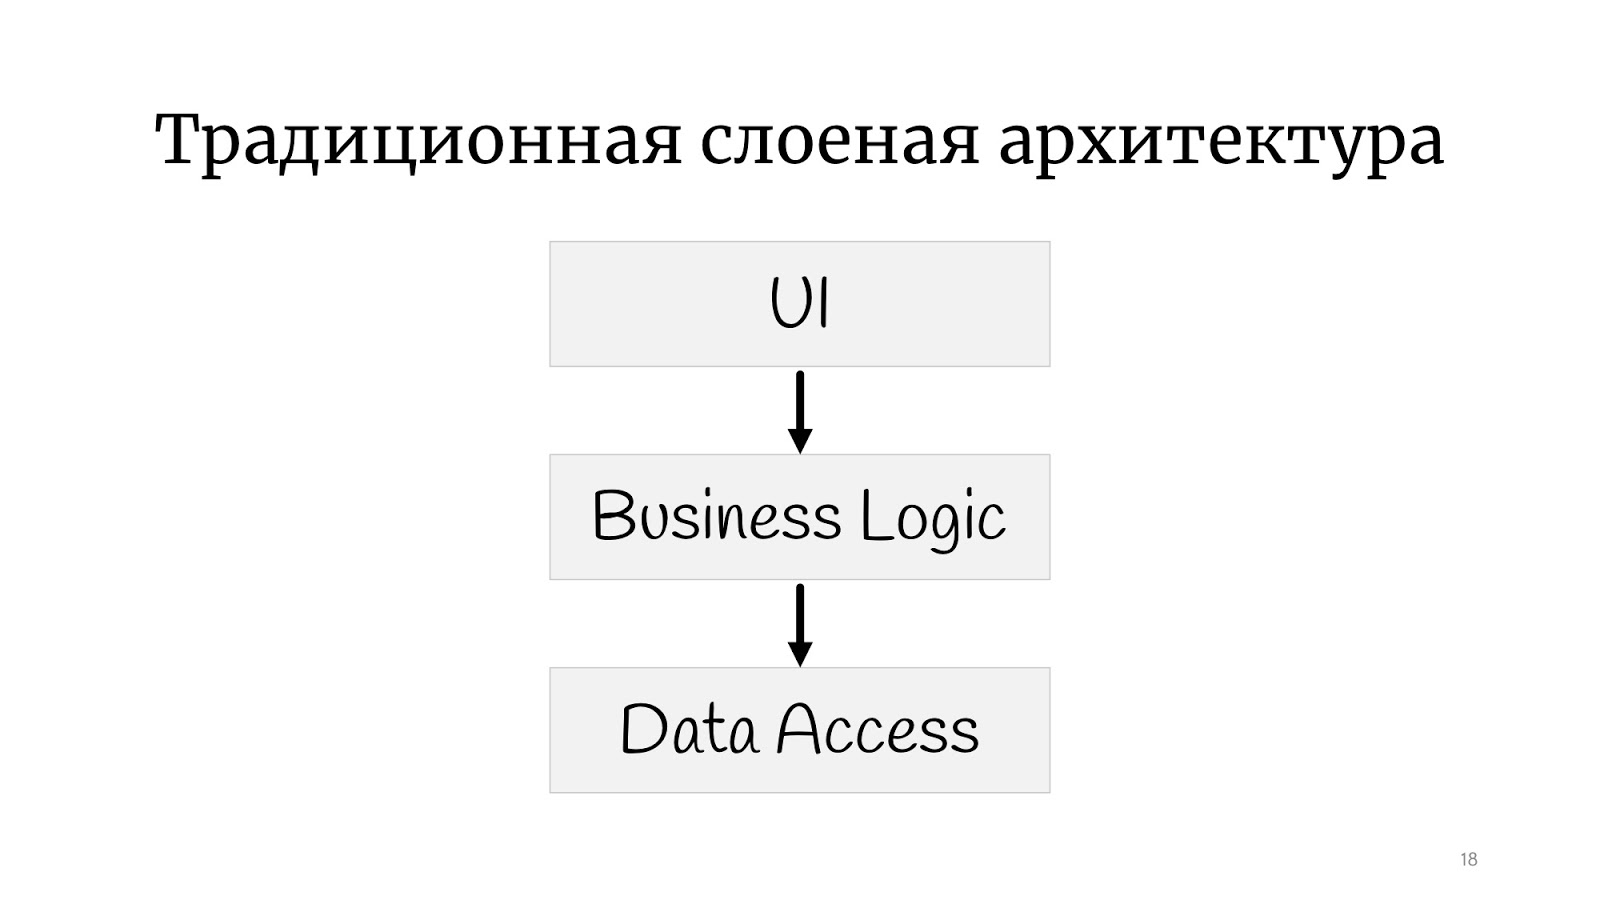 Традиционная слоеная архитектура
UI
Business Logic
Data Access
18